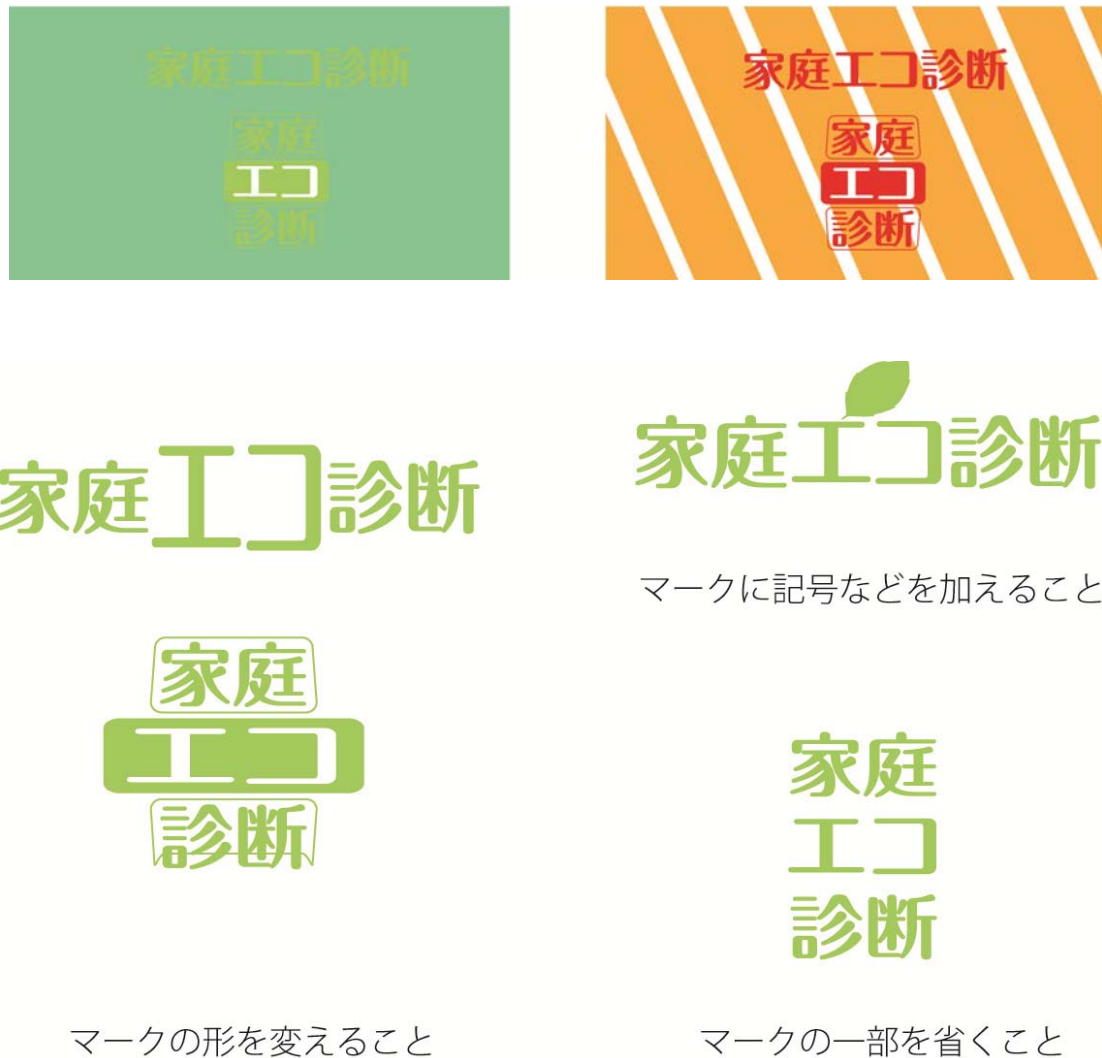 家庭エコ診断
家庭
エコ
診断
家庭エコ診断
家庭
エコ
診断
家庭エコ診断
家庭
エコ
診断
マークの形を変えること
家庭エコ診断
マークに記号などを加えること
家庭
エコ
診断
マークの一部を省くこと